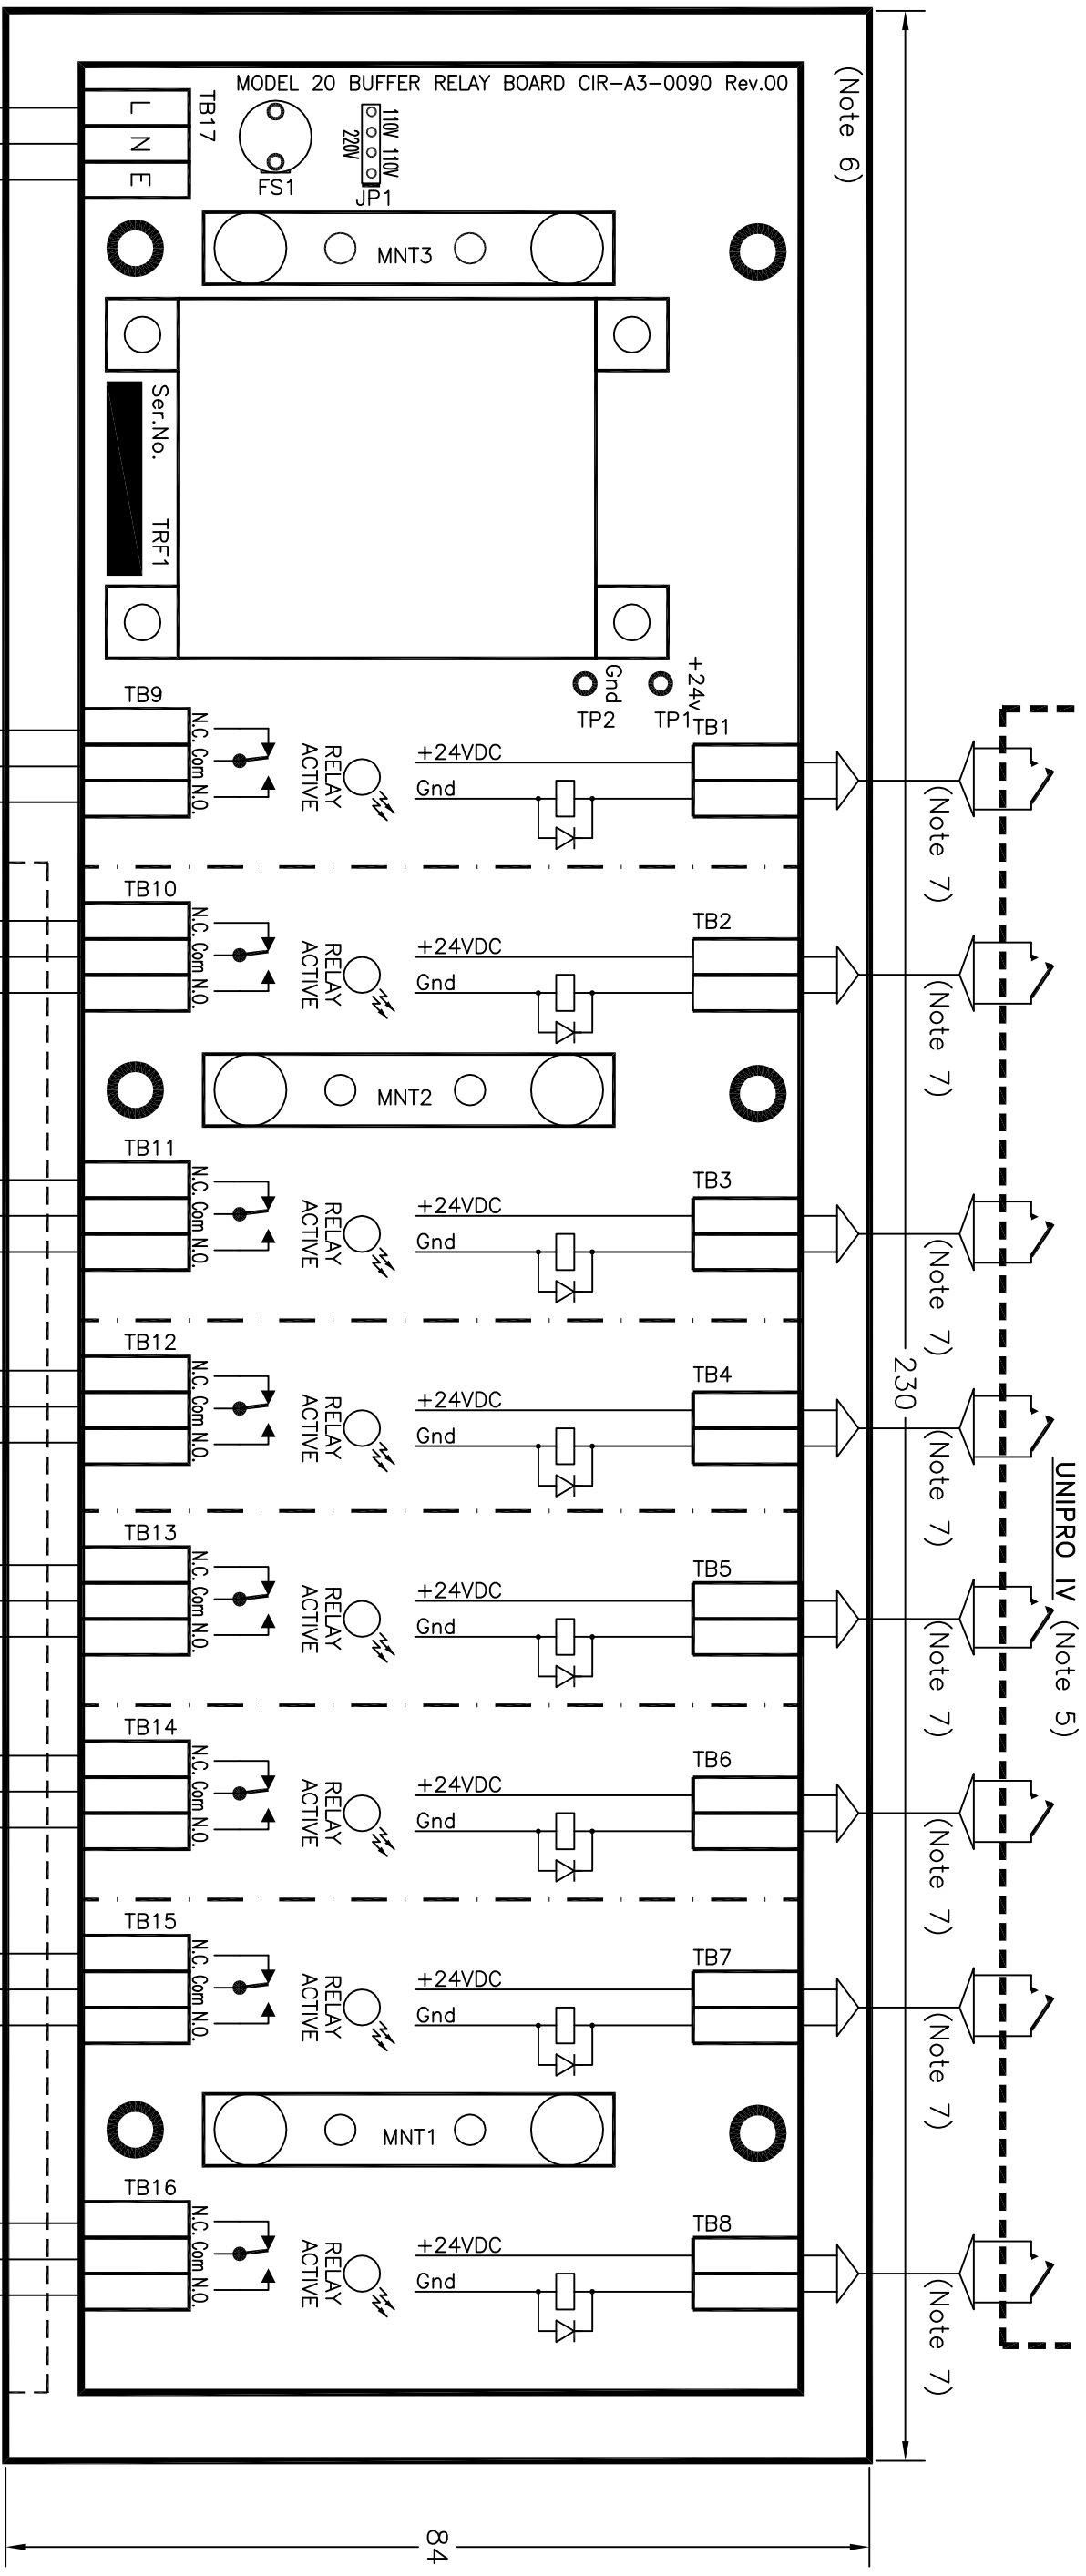 MODEL 20 BUFFER RELAY BOARD CIR-A3-0090 Rev.00
(Note 6)
TB17
L
N
E
FS1
110V 110V
220V
JP1
MNT3
Ser.No.
TRF1
+24v
Gnd
TP2
TP1
230
UNIPRO IV (Note 5)
TB9
N.C. Com N.O.
RELAY
ACTIVE
+24VDC
Gnd
TB1
(Note 7)
TB10
N.C. Com N.O.
RELAY
ACTIVE
+24VDC
Gnd
TB2
(Note 7)
MNT2
TB11
N.C. Com N.O.
RELAY
ACTIVE
+24VDC
Gnd
TB3
(Note 7)
TB12
N.C. Com N.O.
RELAY
ACTIVE
+24VDC
Gnd
TB4
(Note 7)
TB13
N.C. Com N.O.
RELAY
ACTIVE
+24VDC
Gnd
TB5
(Note 7)
TB14
N.C. Com N.O.
RELAY
ACTIVE
+24VDC
Gnd
TB6
(Note 7)
TB15
N.C. Com N.O.
RELAY
ACTIVE
+24VDC
Gnd
TB7
(Note 7)
MNT1
TB16
N.C. Com N.O.
RELAY
ACTIVE
+24VDC
Gnd
TB8
(Note 7)
84